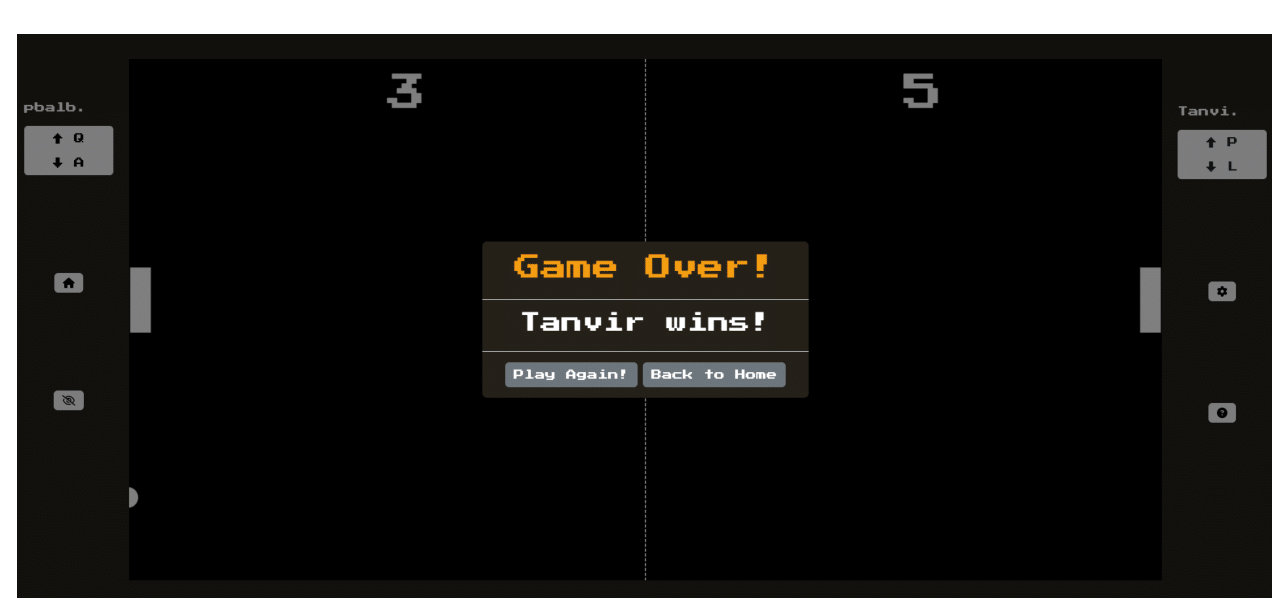 3 5
pbalb.
Tanvi.
Q
A
P
L
Game Over!
Tanvir wins!
Play Again! Back to Home
?